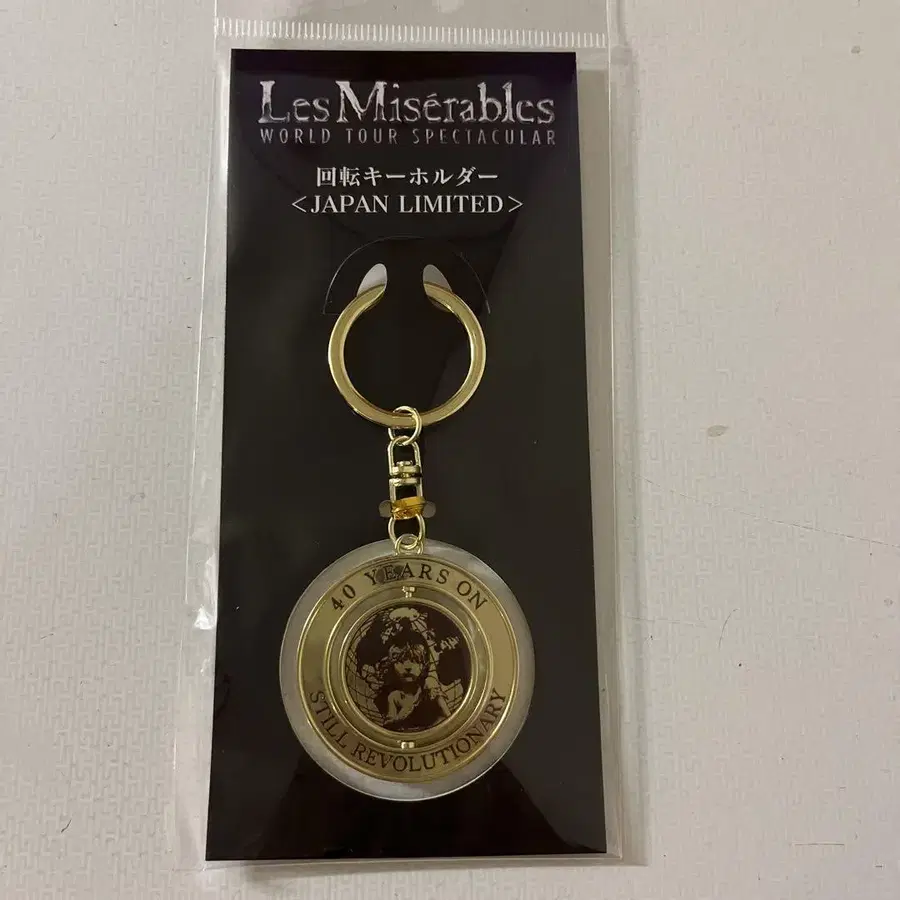 Les Misérables
WORLD TOUR SPECTACULAR
回転キーホルダー
<JAPAN LIMITED>
40 YEARS ON
STILL REVOLUTIONARY